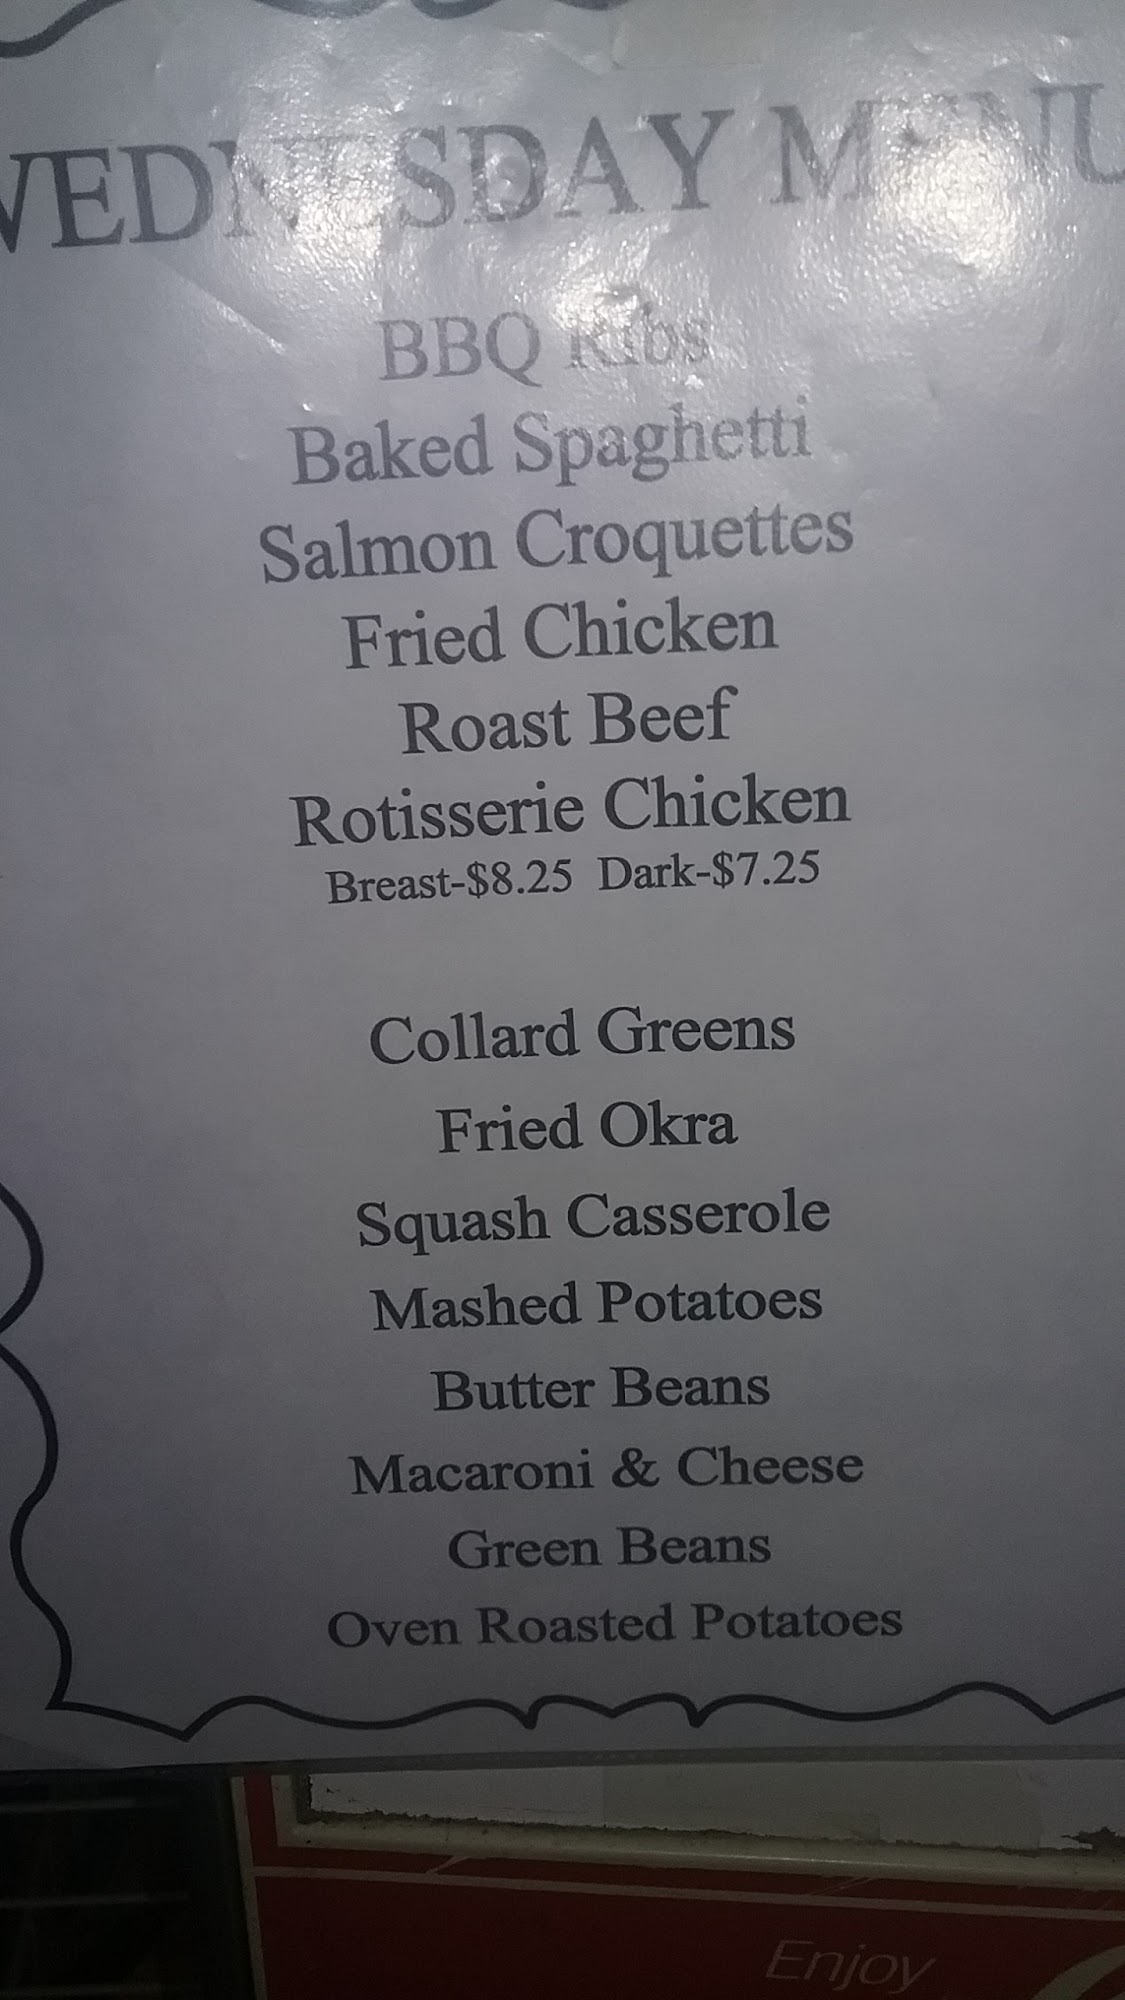 WEDNESDAY MENU
BBQ Ribs
Baked Spaghetti
Salmon Croquettes
Fried Chicken
Roast Beef
Rotisserie Chicken
Breast-$8.25 Dark-$7.25
Collard Greens
Fried Okra
Squash Casserole
Mashed Potatoes
Butter Beans
Macaroni & Cheese
Green Beans
Oven Roasted Potatoes
Enjoy